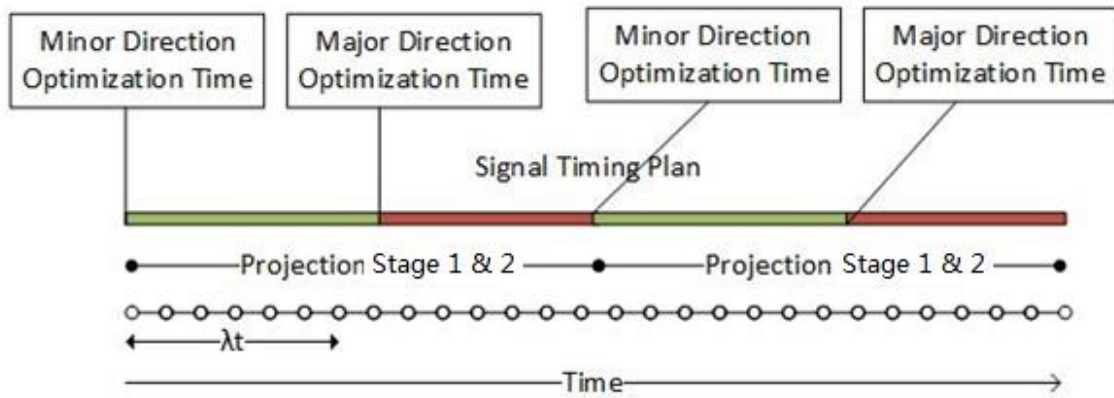 Minor Direction
Optimization Time
Major Direction
Optimization Time
Minor Direction
Optimization Time
Major Direction
Optimization Time
Signal Timing Plan
Projection Stage 1 & 2
Projection Stage 1 & 2
λt
Time